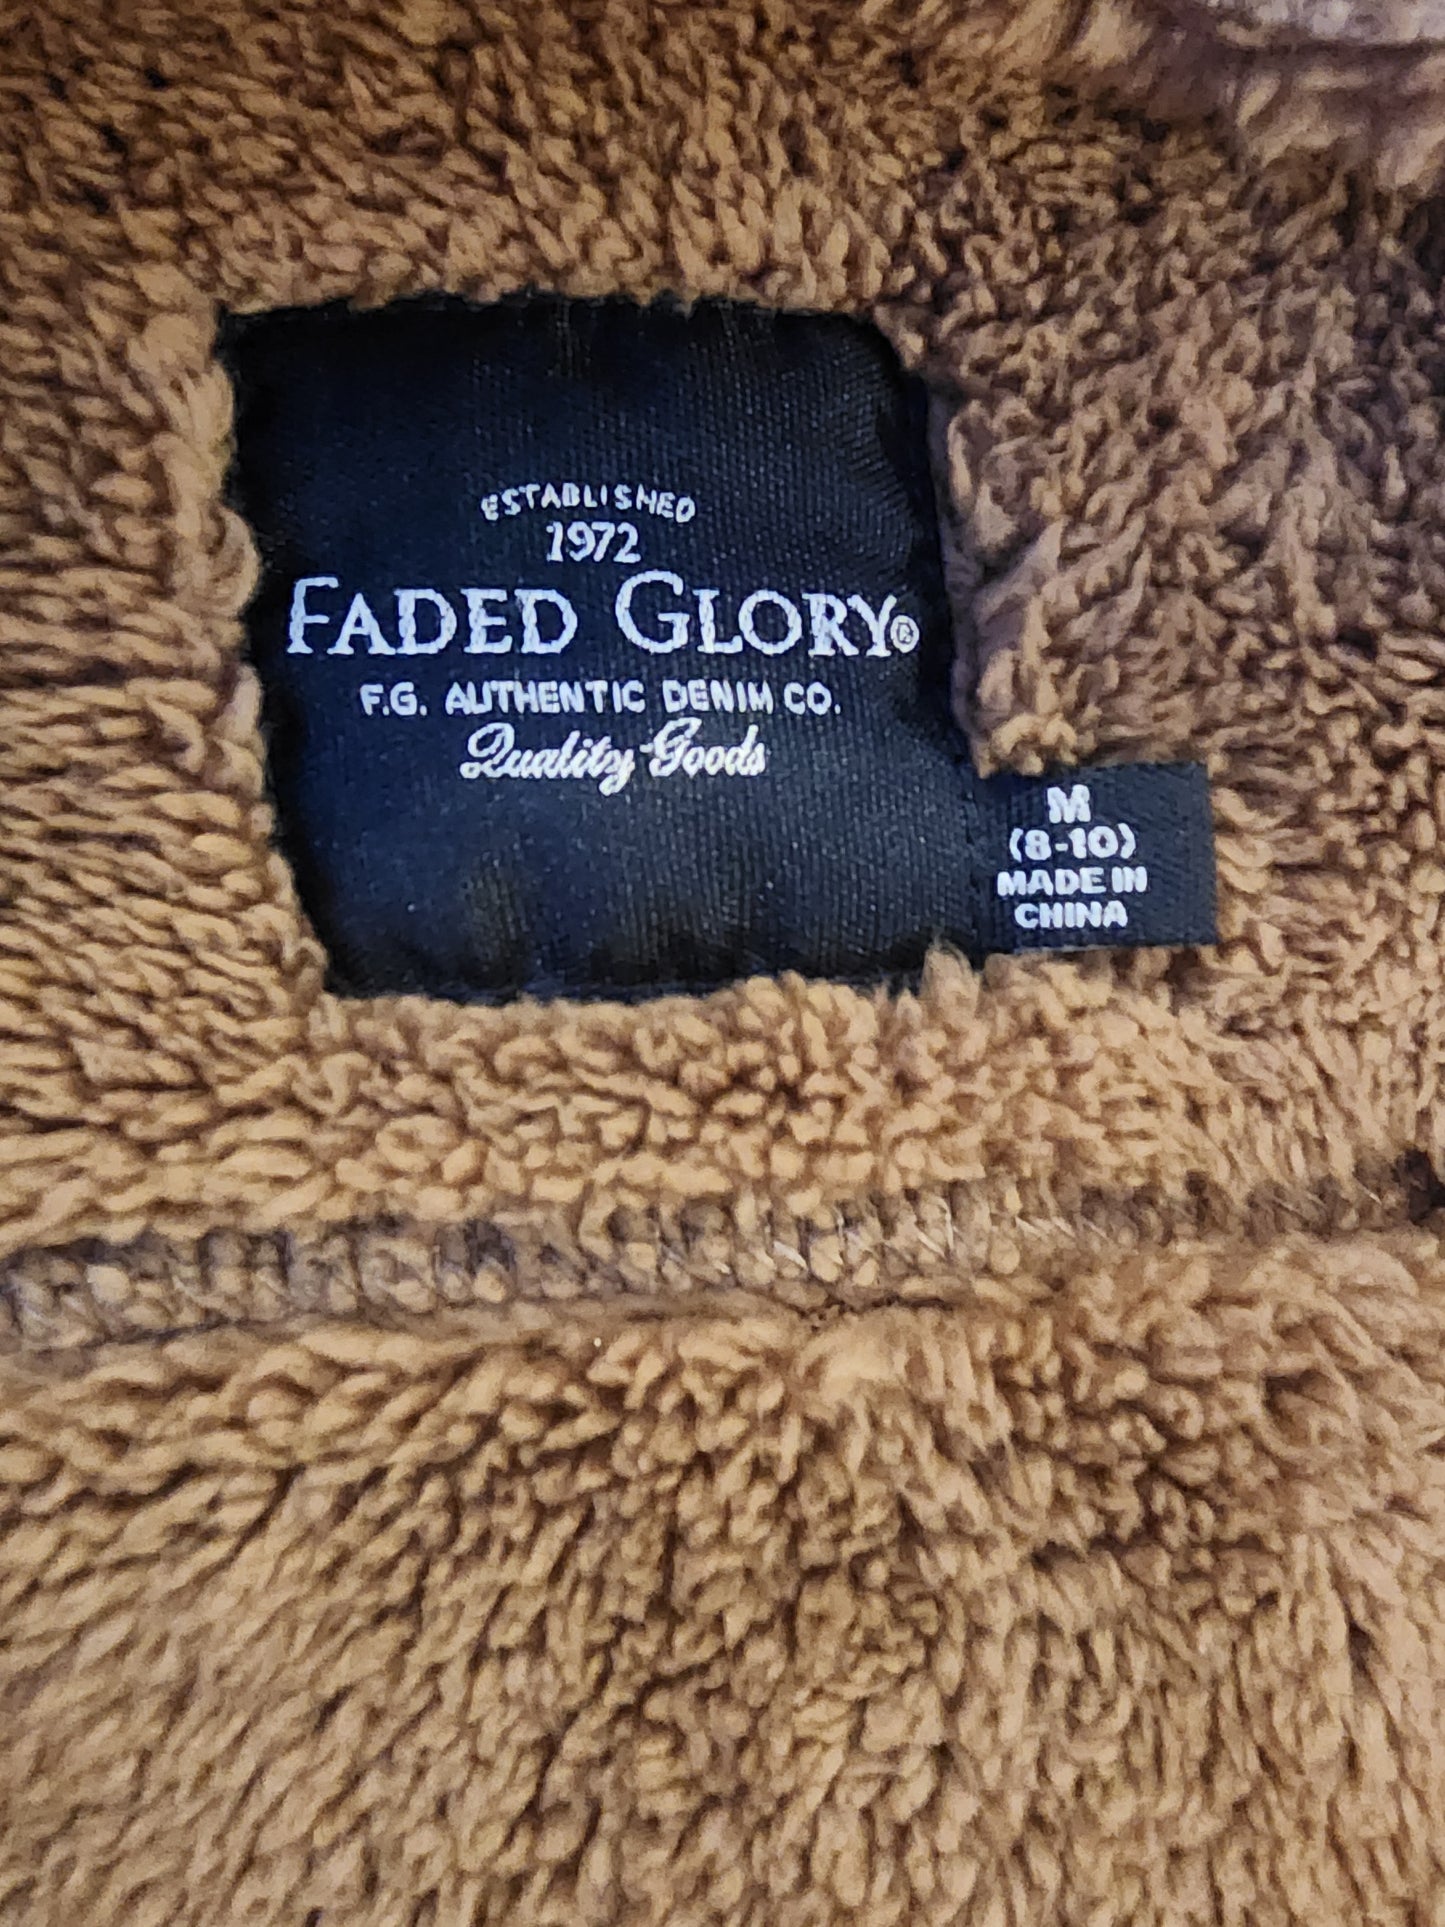 ESTABLISHED
1972
FADED GLORY®
F.G. AUTHENTIC DENIM CO.
Quality Goods
M
(8-10)
MADE IN
CHINA